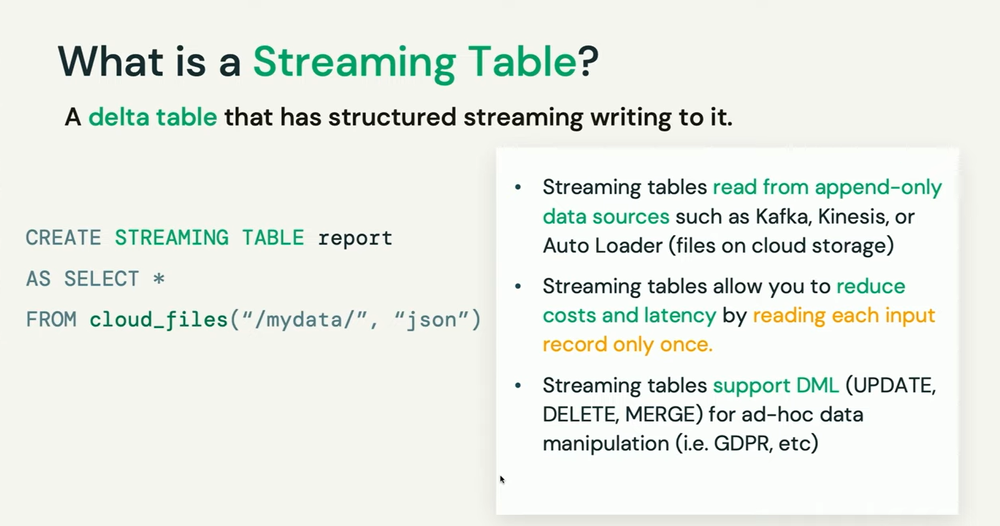 What is a Streaming Table?
A delta table that has structured streaming writing to it.
CREATE STREAMING TABLE report
AS SELECT *
FROM cloud_files(“/mydata/”, “json”)
• Streaming tables read from append-only
data sources such as Kafka, Kinesis, or
Auto Loader (files on cloud storage)
• Streaming tables allow you to reduce
costs and latency by reading each input
record only once.
• Streaming tables support DML (UPDATE,
DELETE, MERGE) for ad-hoc data
manipulation (i.e. GDPR, etc)